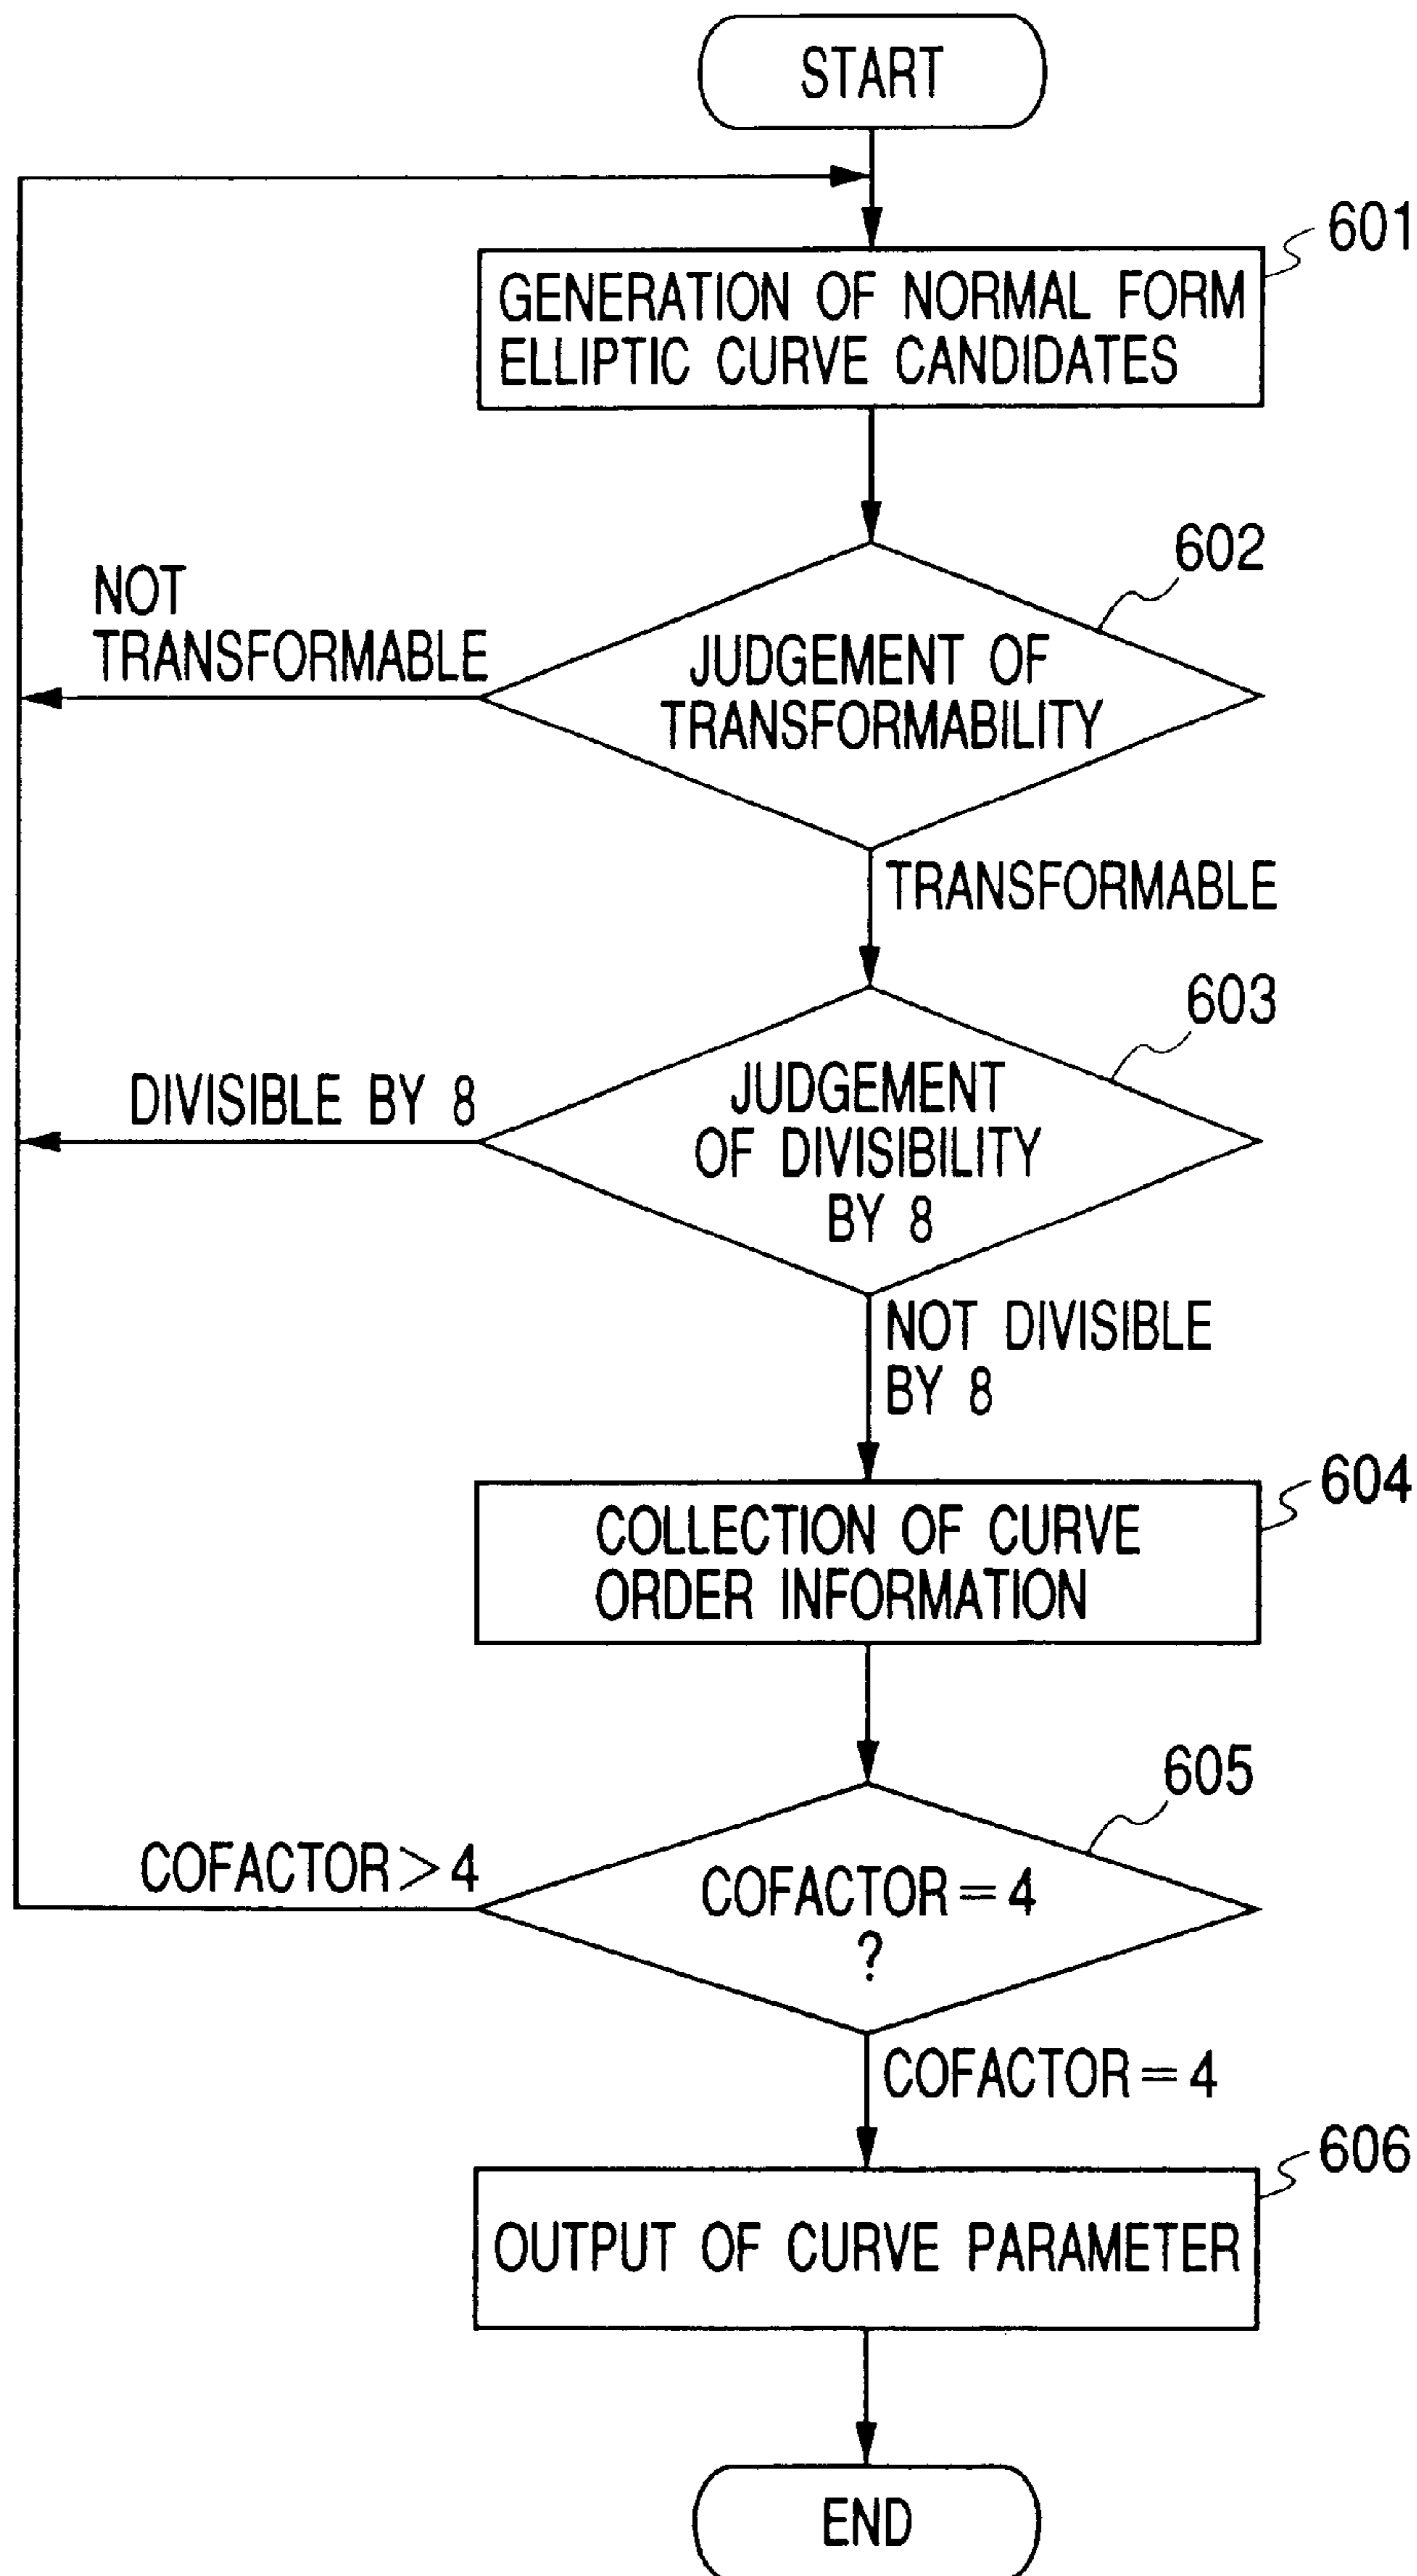 START
601
GENERATION OF NORMAL FORM
ELLIPTIC CURVE CANDIDATES
602
NOT
TRANSFORMABLE
JUDGEMENT OF
TRANSFORMABILITY
TRANSFORMABLE
603
DIVISIBLE BY 8
JUDGEMENT
OF DIVISIBILITY
BY 8
NOT DIVISIBLE
BY 8
604
COLLECTION OF CURVE
ORDER INFORMATION
605
COFACTOR>4
COFACTOR=4
?
COFACTOR=4
606
OUTPUT OF CURVE PARAMETER
END